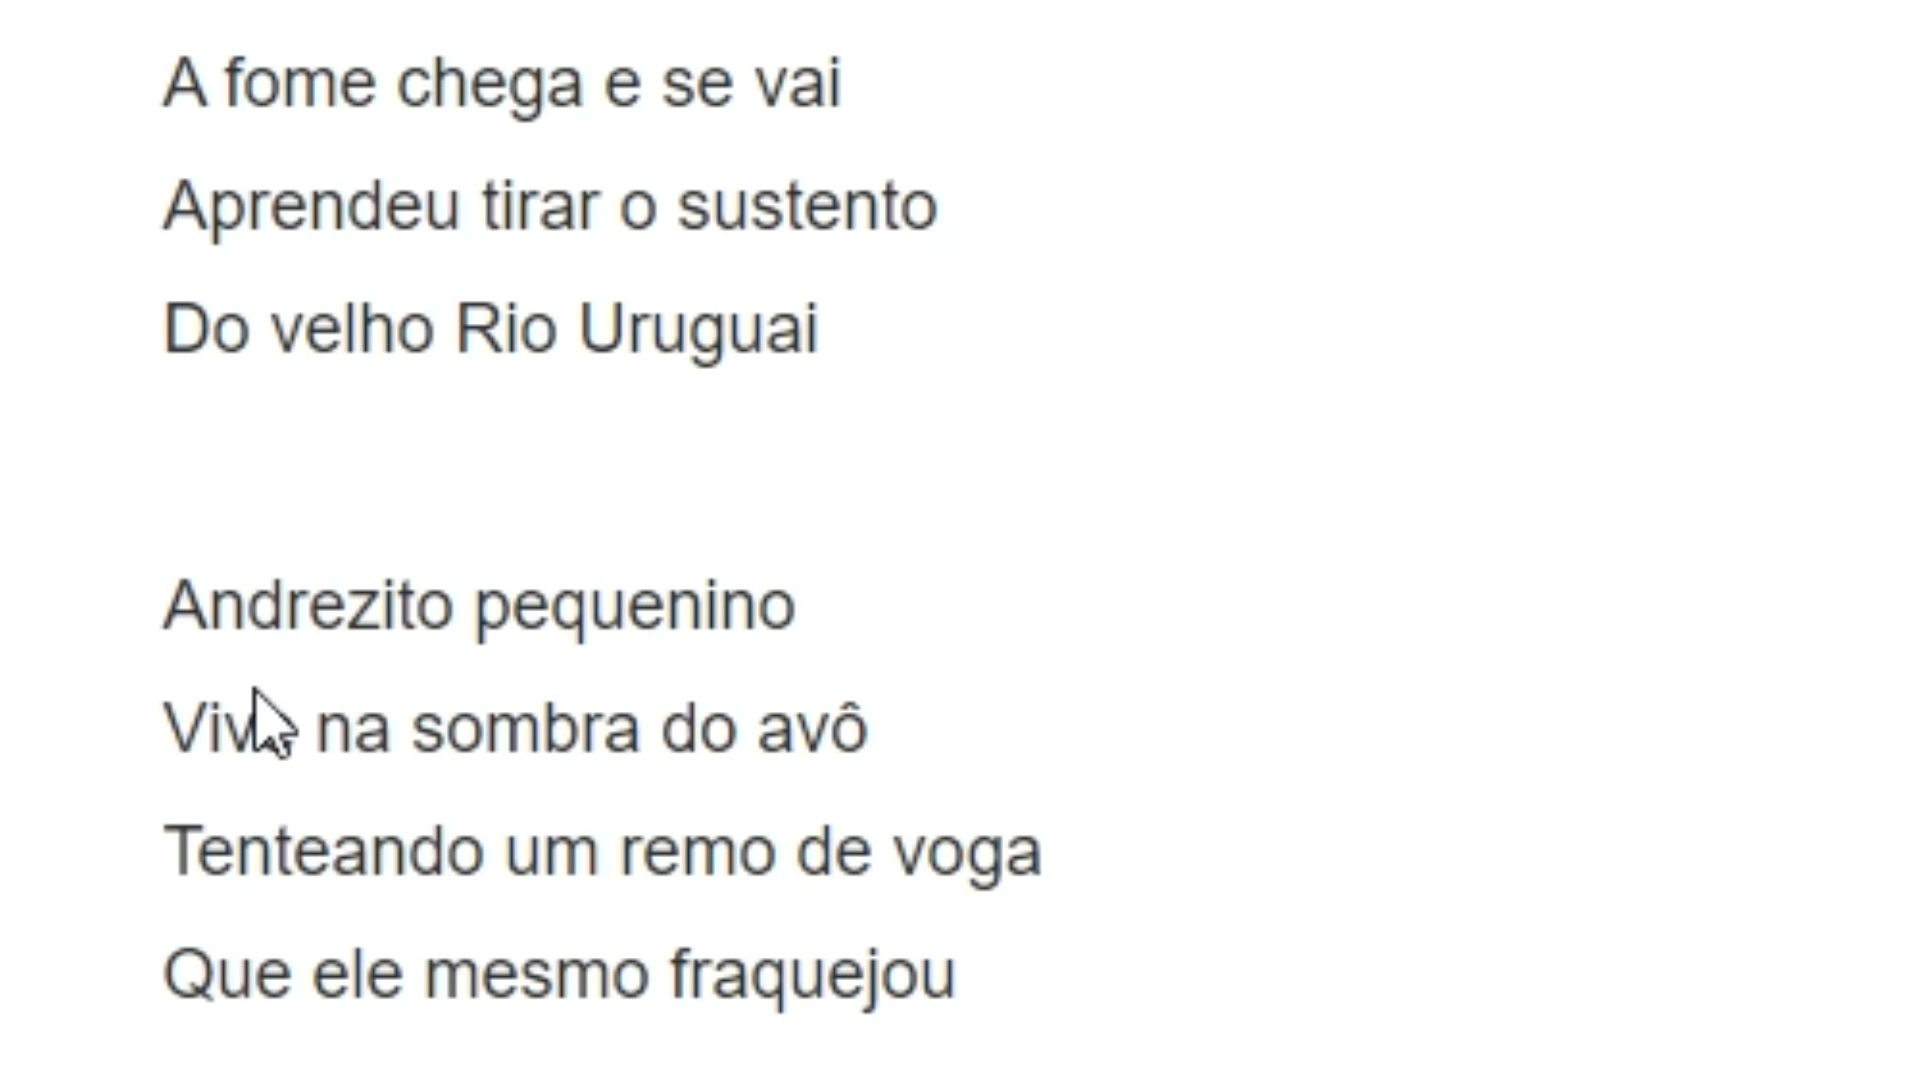 A fome chega e se vai
Aprendeu tirar o sustento
Do velho Rio Uruguai
Andrezito pequenino
na sombra do avô
Tenteando um remo de voga
Que ele mesmo fraquejou